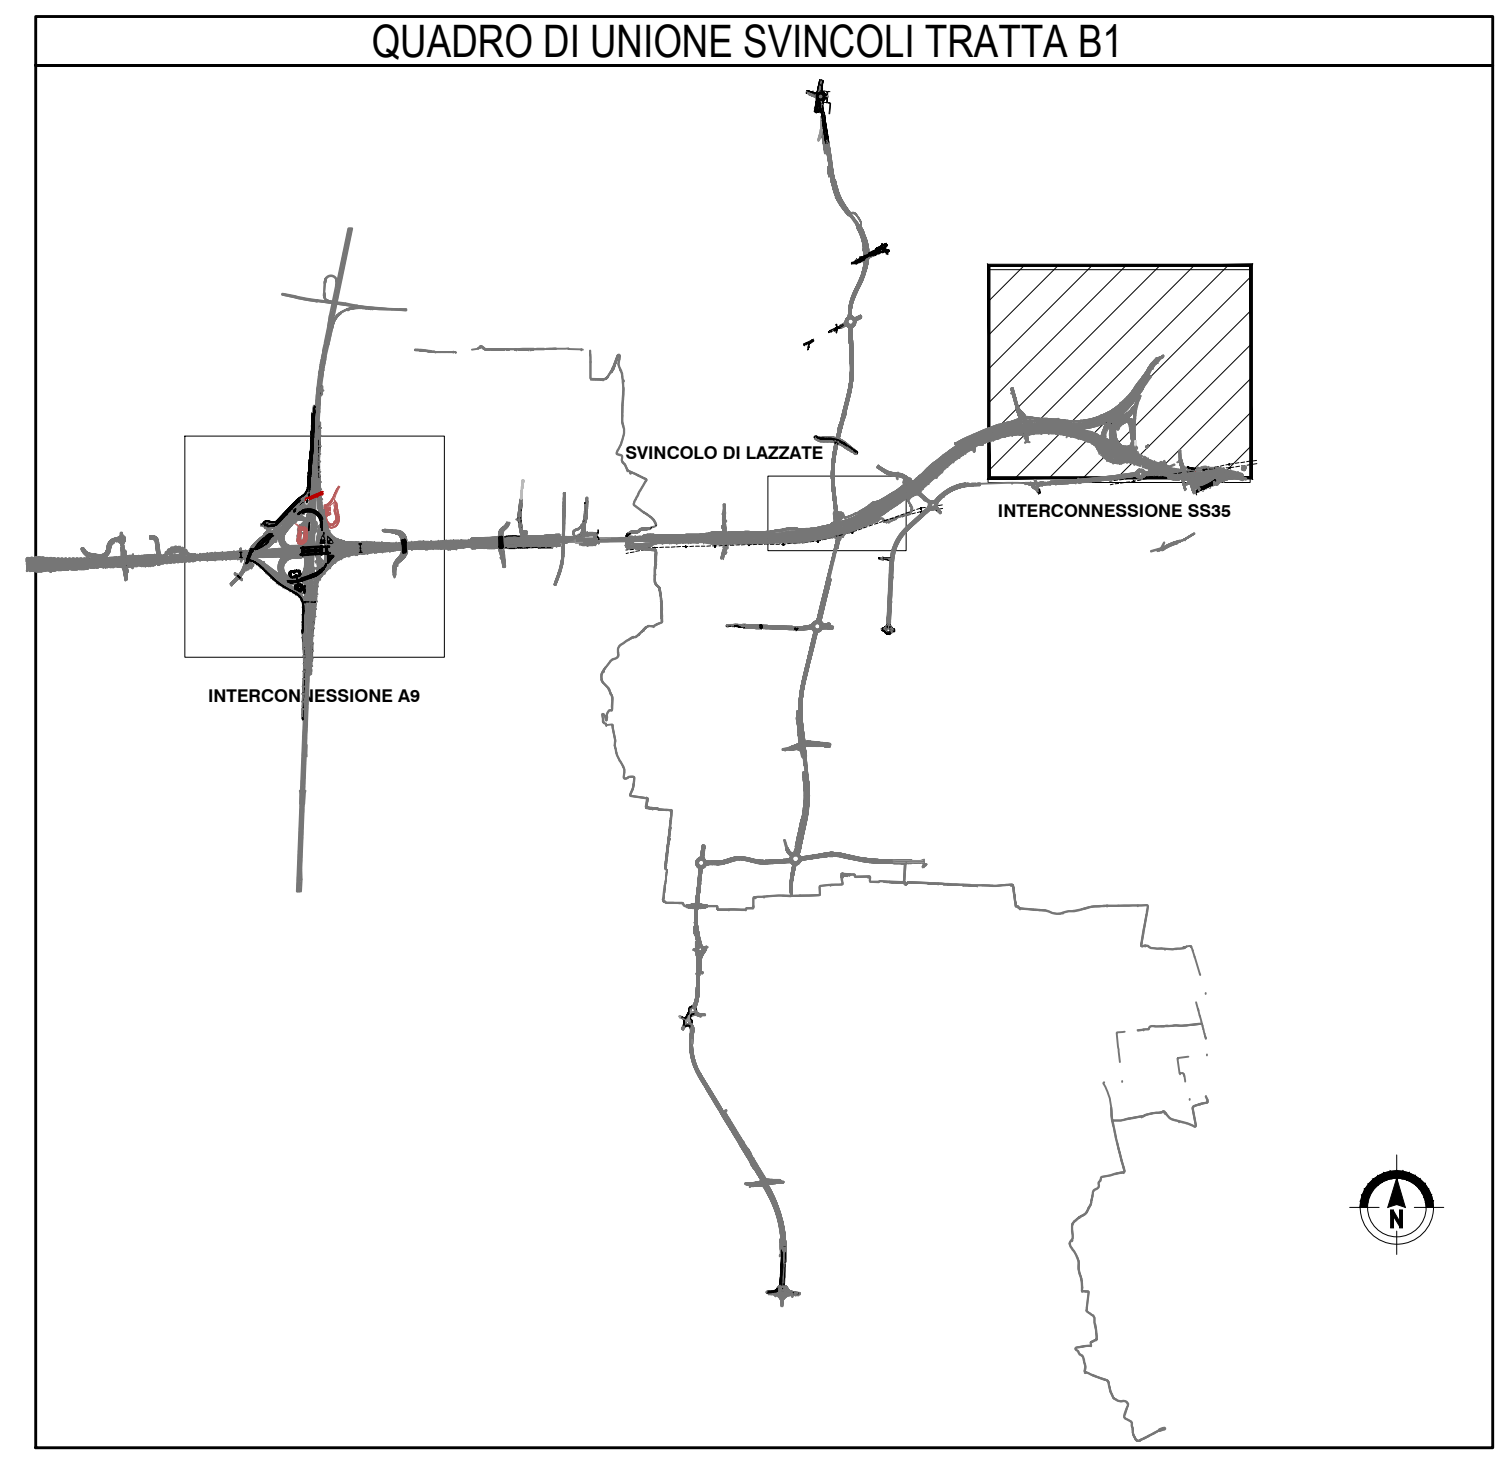 QUADRO DI UNIONE SVINCOLI TRATTA B1
SVINCOLO DI LAZZATE
INTERCONNESSIONE SS35
INTERCONNESSIONE A9
N